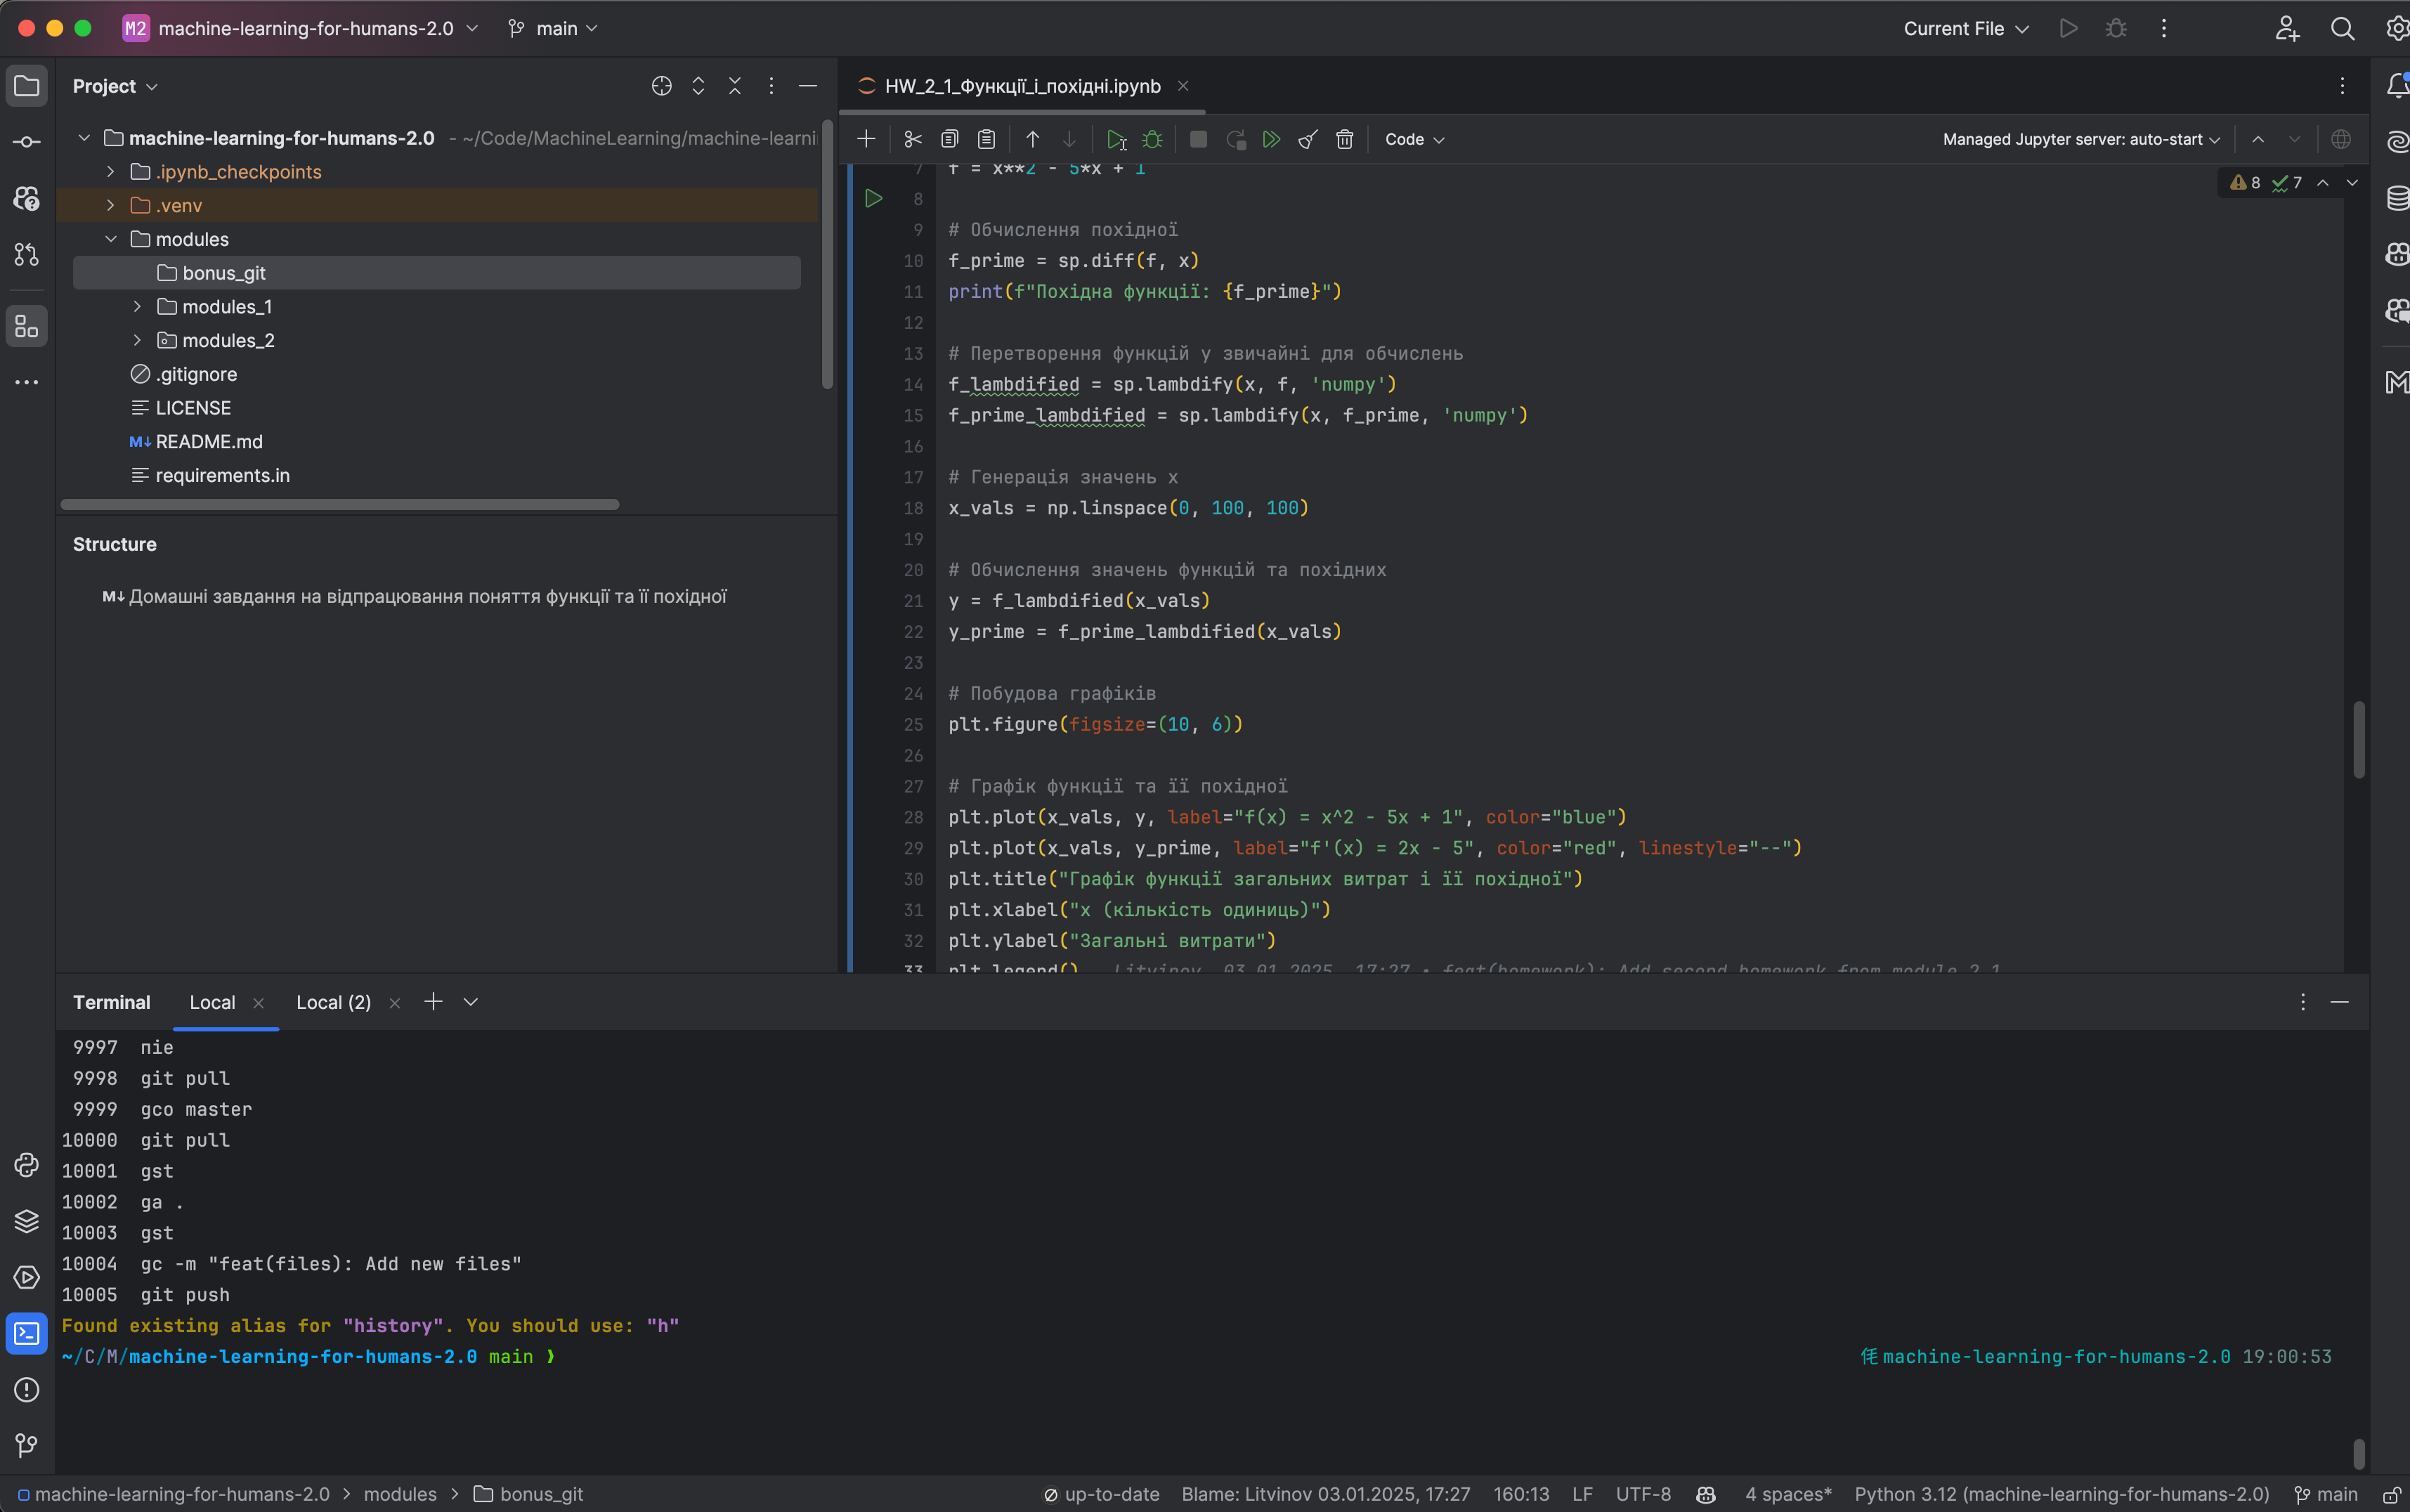 M2 machine-learning-for-humans-2.0 main Current File
Project
machine-learning-for-humans-2.0 - ~/Code/MachineLearning/machine-learni
.ipynb_checkpoints
.venv
modules
bonus_git
modules_1
modules_2
.gitignore
LICENSE
M↓ README.md
requirements.in
Structure
M↓ Домашні завдання на відпрацювання поняття функції та її похідної
HW_2_1_Функції_і_похідні.ipynb
Code Managed Jupyter server: auto-start
8 7
7 f = x**2 - 5*x + 1
8
9 # Обчислення похідної
10 f_prime = sp.diff(f, x)
11 print(f"Похідна функції: {f_prime}")
12
13 # Перетворення функцій у звичайні для обчислень
14 f_lambdified = sp.lambdify(x, f, 'numpy')
15 f_prime_lambdified = sp.lambdify(x, f_prime, 'numpy')
16
17 # Генерація значень x
18 x_vals = np.linspace(0, 100, 100)
19
20 # Обчислення значень функцій та похідних
21 y = f_lambdified(x_vals)
22 y_prime = f_prime_lambdified(x_vals)
23
24 # Побудова графіків
25 plt.figure(figsize=(10, 6))
26
27 # Графік функції та її похідної
28 plt.plot(x_vals, y, label="f(x) = x^2 - 5x + 1", color="blue")
29 plt.plot(x_vals, y_prime, label="f'(x) = 2x - 5", color="red", linestyle="--")
30 plt.title("Графік функції загальних витрат і її похідної")
31 plt.xlabel("x (кількість одиниць)")
32 plt.ylabel("Загальні витрати")
33 plt.legend() Litvinov, 03.01.2025, 17:27 • feat(homework): Add second homework from module 2.1
Terminal Local Local (2)
9997 nie
9998 git pull
9999 gco master
10000 git pull
10001 gst
10002 ga .
10003 gst
10004 gc -m "feat(files): Add new files"
10005 git push
Found existing alias for "history". You should use: "h"
~/C/M/machine-learning-for-humans-2.0 main ❯ machine-learning-for-humans-2.0 19:00:53
machine-learning-for-humans-2.0 > modules > bonus_git up-to-date Blame: Litvinov 03.01.2025, 17:27 160:13 LF UTF-8 4 spaces* Python 3.12 (machine-learning-for-humans-2.0) main